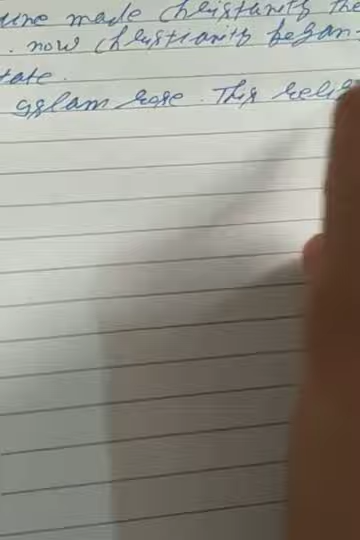 made Christianity the
. now Christianity began
tate.
Islam rose. This relig